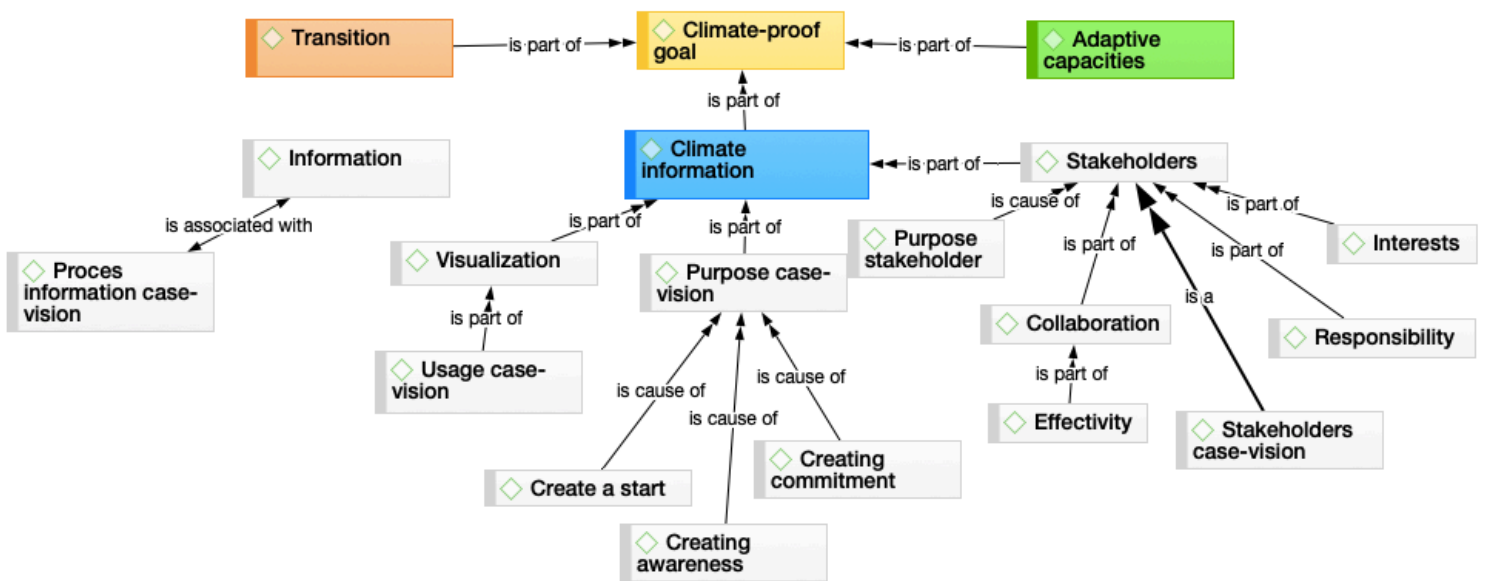 Transition
is part of
Climate-proof
goal
is part of
Adaptive
capacities
is part of
Information
Climate
information
is part of
Stakeholders
is associated with
is part of
is part of
is cause of
is part of
Proces
information case-
vision
Visualization
Purpose case-
vision
Purpose
stakeholder
is part of
is part of
Interests
is part of
is a
Usage case-
vision
Collaboration
Responsibility
is cause of
is cause of
is cause of
is part of
Effectivity
Stakeholders
case-vision
Create a start
Creating
commitment
Creating
awareness